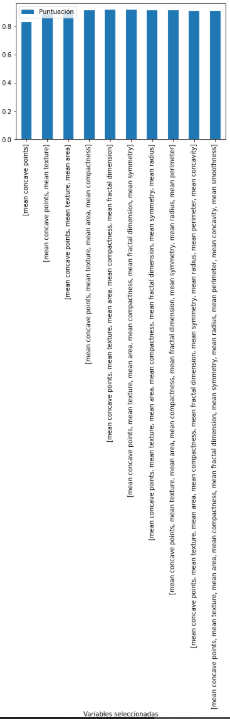 Puntuación
0.8
0.6
0.4
0.2
0.0
[mean concave points]
[mean concave points, mean texture]
[mean concave points, mean texture, mean area]
[mean concave points, mean texture, mean area, mean compactness]
[mean concave points, mean texture, mean area, mean compactness, mean fractal dimension]
[mean concave points, mean texture, mean area, mean compactness, mean fractal dimension, mean symmetry]
[mean concave points, mean texture, mean area, mean compactness, mean fractal dimension, mean symmetry, mean radius]
[mean concave points, mean texture, mean area, mean compactness, mean fractal dimension, mean symmetry, mean radius, mean perimeter]
[mean concave points, mean texture, mean area, mean compactness, mean fractal dimension, mean symmetry, mean radius, mean perimeter, mean concavity]
[mean concave points, mean texture, mean area, mean compactness, mean fractal dimension, mean symmetry, mean radius, mean perimeter, mean concavity, mean smoothness]
Variables seleccionadas